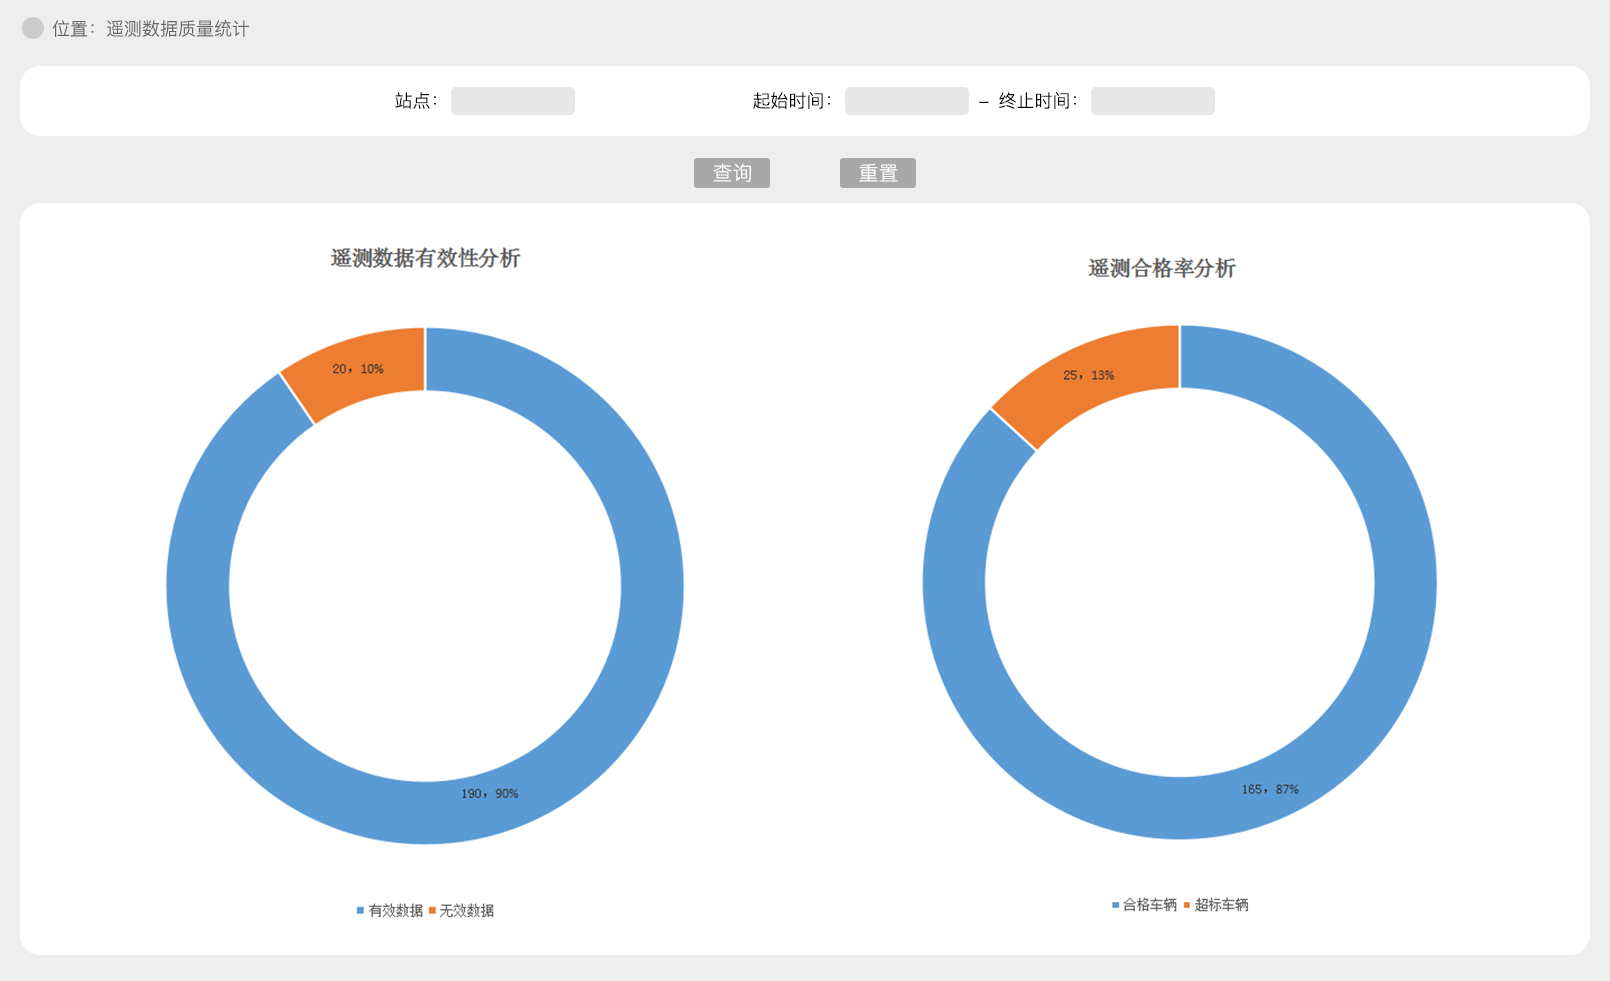 位置：遥测数据质量统计
站点：
起始时间： – 终止时间：
查询
重置
遥测数据有效性分析
20，10%
190，90%
有效数据 无效数据
遥测合格率分析
25，13%
165，87%
合格车辆 超标车辆